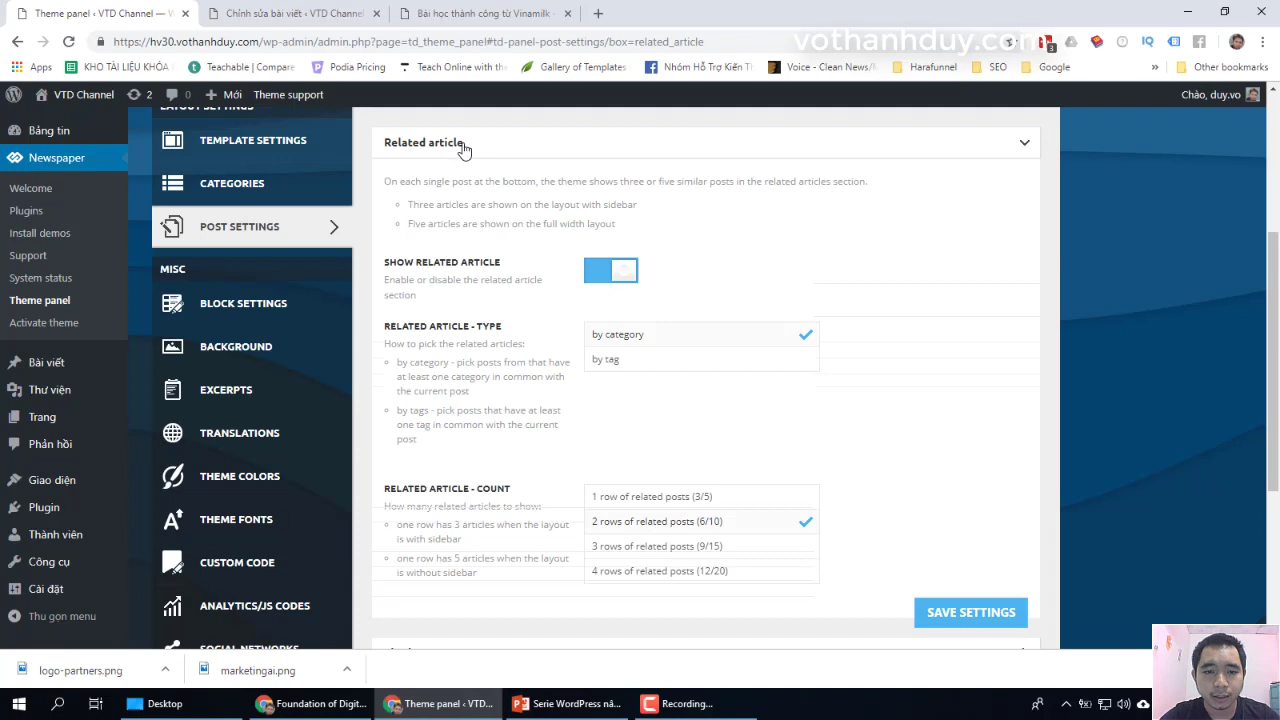 Theme panel ‹ VTD Channel —
Chỉnh sửa bài viết ‹ VTD Channel
Bài học thành công từ Vinamilk -
https://hv30.vothanhduy.com/wp-admin/admin.php?page=td_theme_panel#td-panel-post-settings/box=related_article
vothanhduy.com
3
Apps
KHO TÀI LIỆU KHÓA
Teachable - Create
Podia Pricing
Teach Online with the
Gallery of Templates
Nhóm Hỗ Trợ Kiến Th
Voice - Clean News/M
Harafunnel
SEO
Google
»
Other bookmarks
VTD Channel
2
0
Mới
Theme support
Chào, duy.vo
Bảng tin
Newspaper
Welcome
Plugins
Install demos
Support
System status
Theme panel
Activate theme
Bài viết
Thư viện
Trang
Phản hồi
Giao diện
Plugin
Thành viên
Công cụ
Cài đặt
Thu gọn menu
LAYOUT SETTINGS
TEMPLATE SETTINGS
CATEGORIES
POST SETTINGS
MISC
BLOCK SETTINGS
BACKGROUND
EXCERPTS
TRANSLATIONS
THEME COLORS
THEME FONTS
CUSTOM CODE
ANALYTICS/JS CODES
SOCIAL NETWORKS
Related article
On each single post at the bottom, the theme shows three or five similar posts in the related articles section.
Three articles are shown on the layout with sidebar
Five articles are shown on the full width layout
SHOW RELATED ARTICLE
Enable or disable the related article
section
RELATED ARTICLE - TYPE
How to pick the related articles:
by category - pick posts from that have
at least one category in common with
the current post
by tags - pick posts that have at least
one tag in common with the current
post
by category
by tag
RELATED ARTICLE - COUNT
How many related articles to show:
one row has 3 articles when the layout
is with sidebar
one row has 5 articles when the layout
is without sidebar
1 row of related posts (3/5)
2 rows of related posts (6/10)
3 rows of related posts (9/15)
4 rows of related posts (12/20)
SAVE SETTINGS
logo-partners.png
marketingai.png
Desktop
Foundation of Digit...
Theme panel ‹ VTD...
Serie WordPress nâ...
Recording...